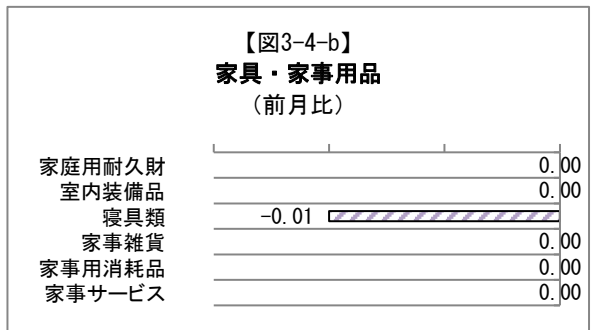 【図3-4-b】
家具・家事用品
（前月比）
家庭用耐久財 0.00
室内装備品 0.00
寝具類 -0.01
家事雑貨 0.00
家事用消耗品 0.00
家事サービス 0.00